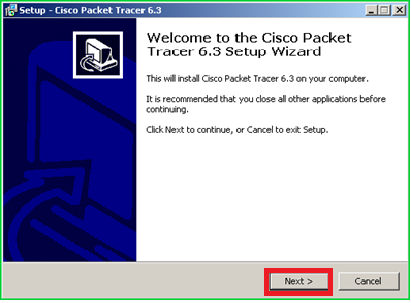 Setup - Cisco Packet Tracer 6.3
Welcome to the Cisco Packet
Tracer 6.3 Setup Wizard
This will install Cisco Packet Tracer 6.3 on your computer.
It is recommended that you close all other applications before
continuing.
Click Next to continue, or Cancel to exit Setup.
Next >
Cancel